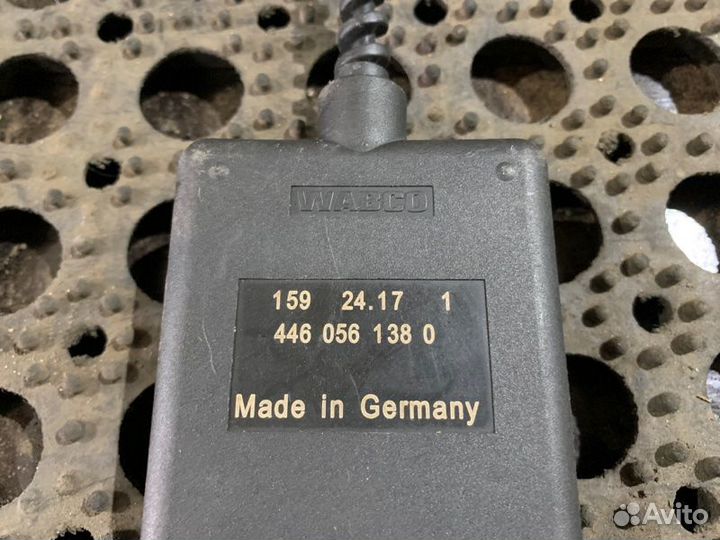 WABCO
159 24.17 1
446 056 138 0
Made in Germany
Avito